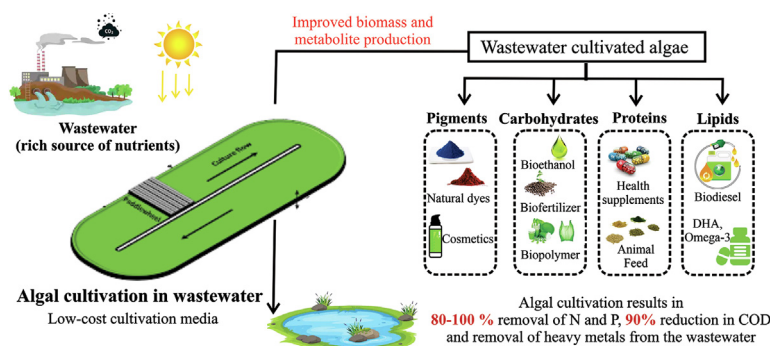 Improved biomass and
metabolite production
CO₂
Wastewater cultivated algae
Wastewater
(rich source of nutrients)
Culture flow
Paddlewheel
Pigments
Carbohydrates
Proteins
Lipids
Natural dyes
Cosmetics
Bioethanol
Biofertilizer
Biopolymer
Health
supplements
Animal
Feed
Biodiesel
DHA,
Omega-3
Algal cultivation in wastewater
Low-cost cultivation media
Algal cultivation results in
80-100 % removal of N and P, 90% reduction in COD
and removal of heavy metals from the wastewater